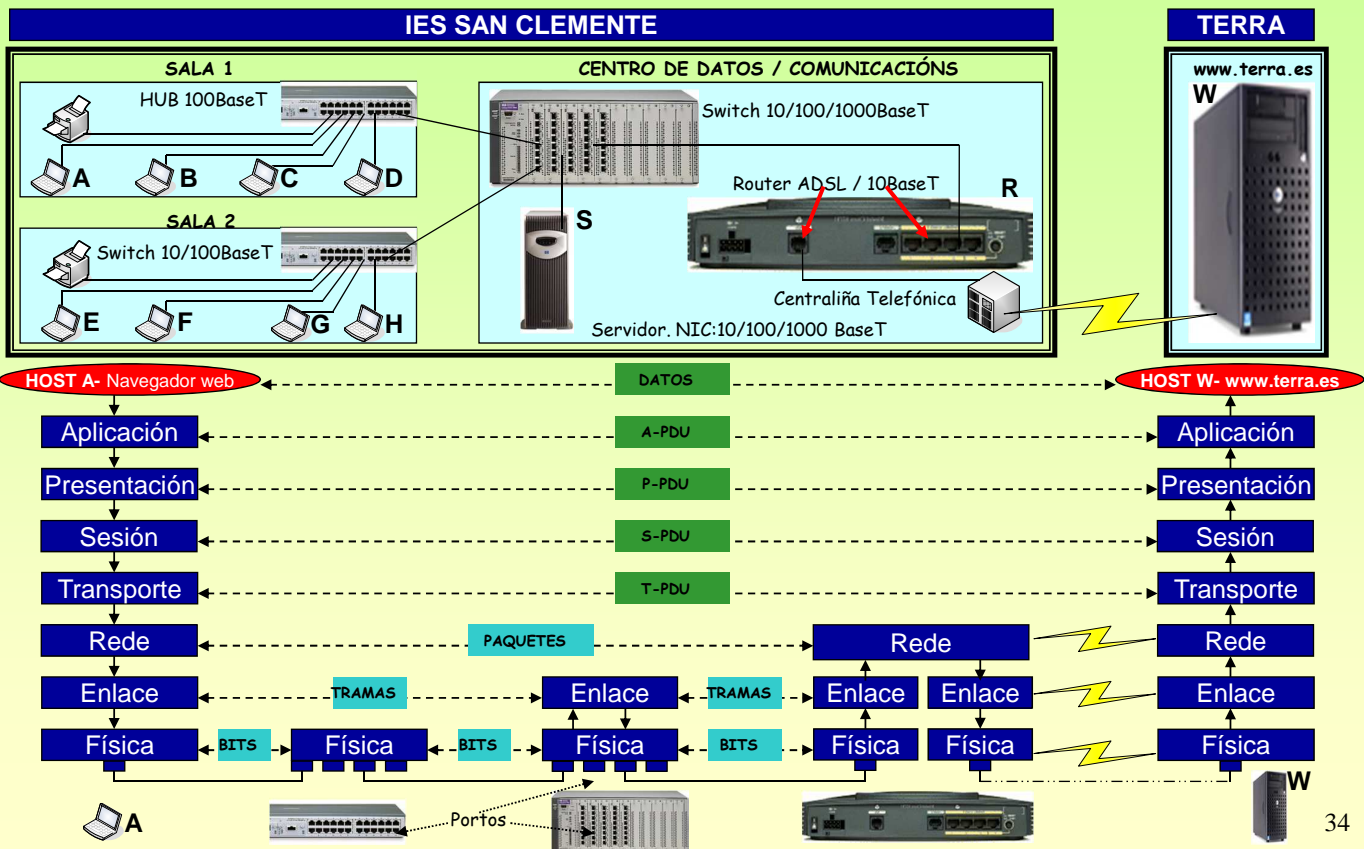 IES SAN CLEMENTE
TERRA
SALA 1
HUB 100BaseT
A
B
C
D
SALA 2
Switch 10/100BaseT
E
F
G
H
CENTRO DE DATOS / COMUNICACIÓNS
Switch 10/100/1000BaseT
S
Router ADSL / 10BaseT
R
Centraliña Telefónica
Servidor. NIC:10/100/1000 BaseT
www.terra.es
W
HOST A- Navegador web
DATOS
HOST W- www.terra.es
Aplicación
A-PDU
Aplicación
Presentación
P-PDU
Presentación
Sesión
S-PDU
Sesión
Transporte
T-PDU
Transporte
Rede
PAQUETES
Rede
Rede
Enlace
TRAMAS
Enlace
TRAMAS
Enlace
Enlace
Enlace
Física
BITS
Física
BITS
Física
BITS
Física
Física
Física
A
Portos
W
34